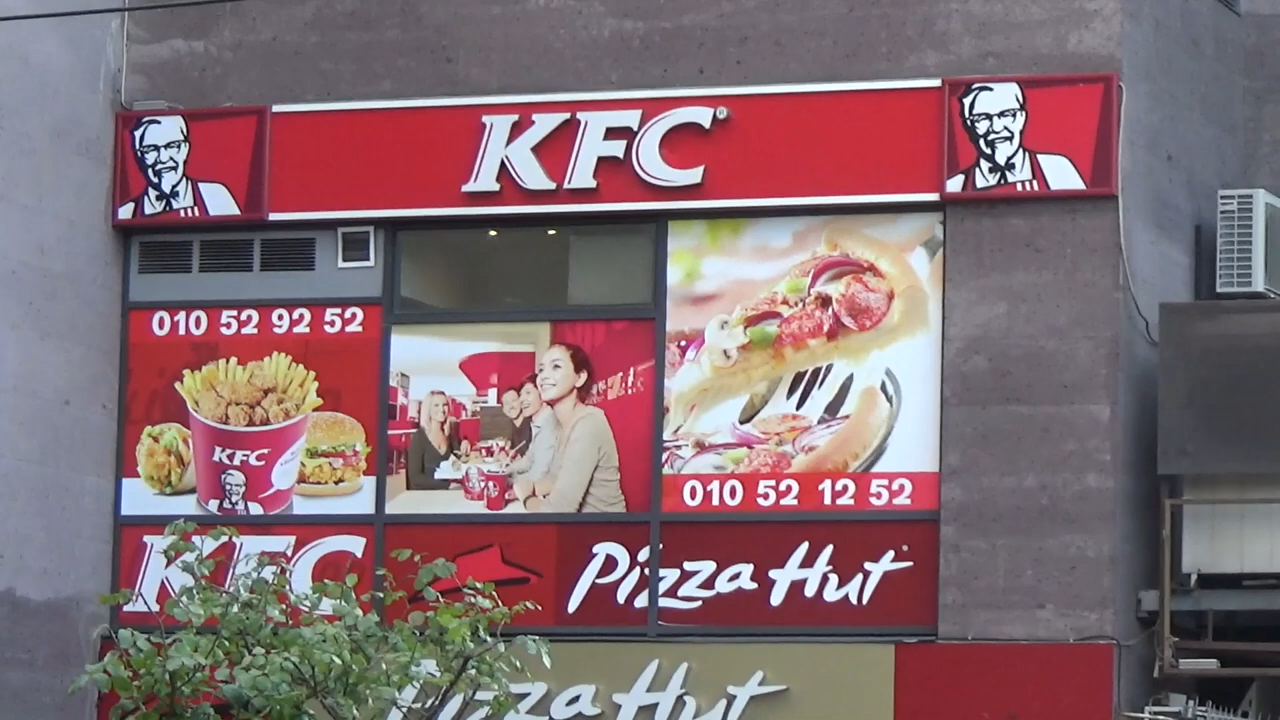 KFC®
010 52 92 52
KFC
010 52 12 52
KFC
Pizza Hut
Pizza Hut